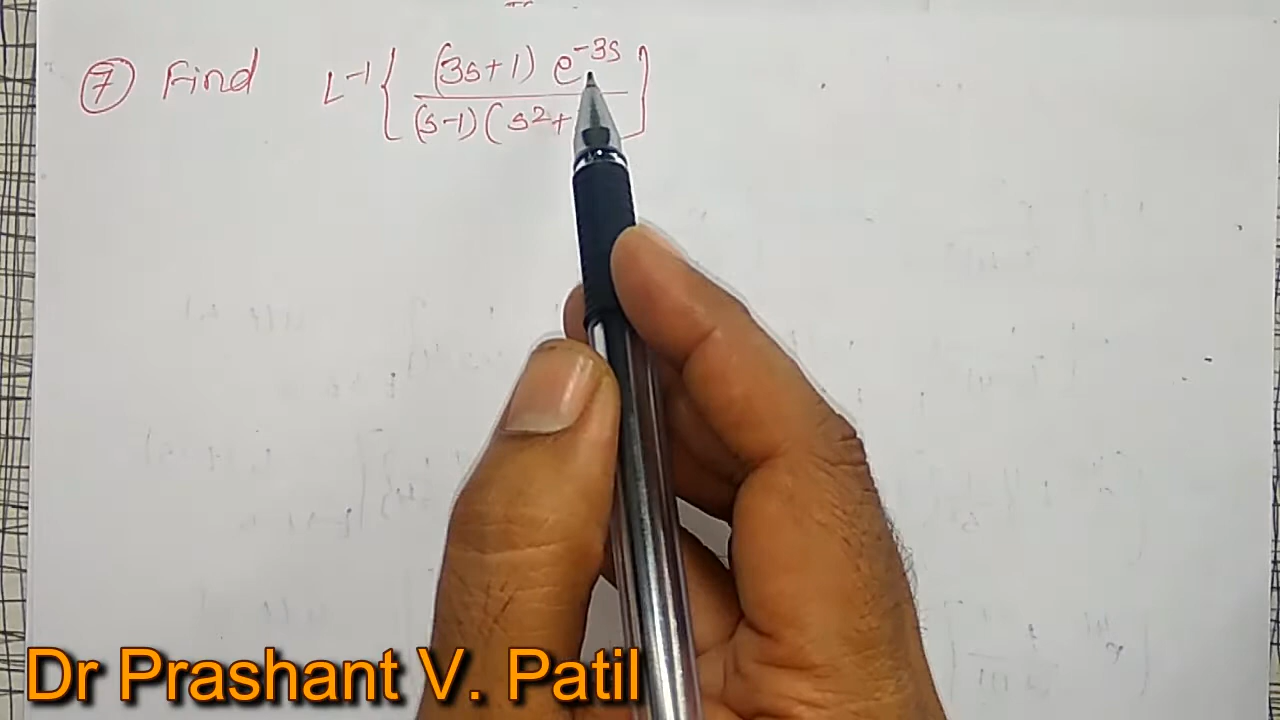 ⑦ Find L⁻¹ { (3s+1) e⁻³ˢ
(s-1)(s²+ }
Dr Prashant V. Patil